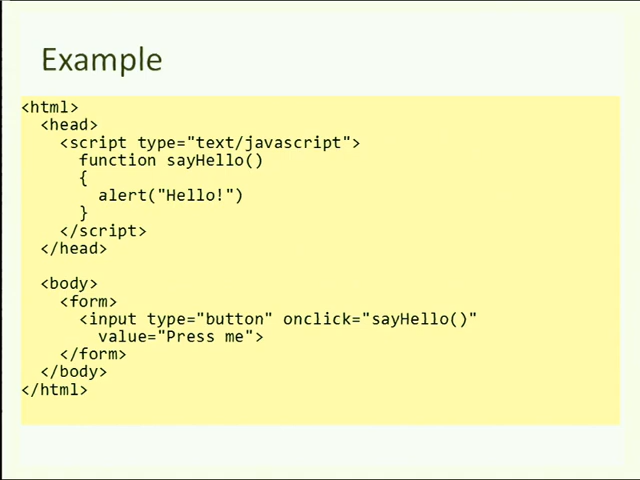 Example
<html>
<head>
<script type="text/javascript">
function sayHello()
{
alert("Hello!")
}
</script>
</head>
<body>
<form>
<input type="button" onclick="sayHello()"
value="Press me">
</form>
</body>
</html>